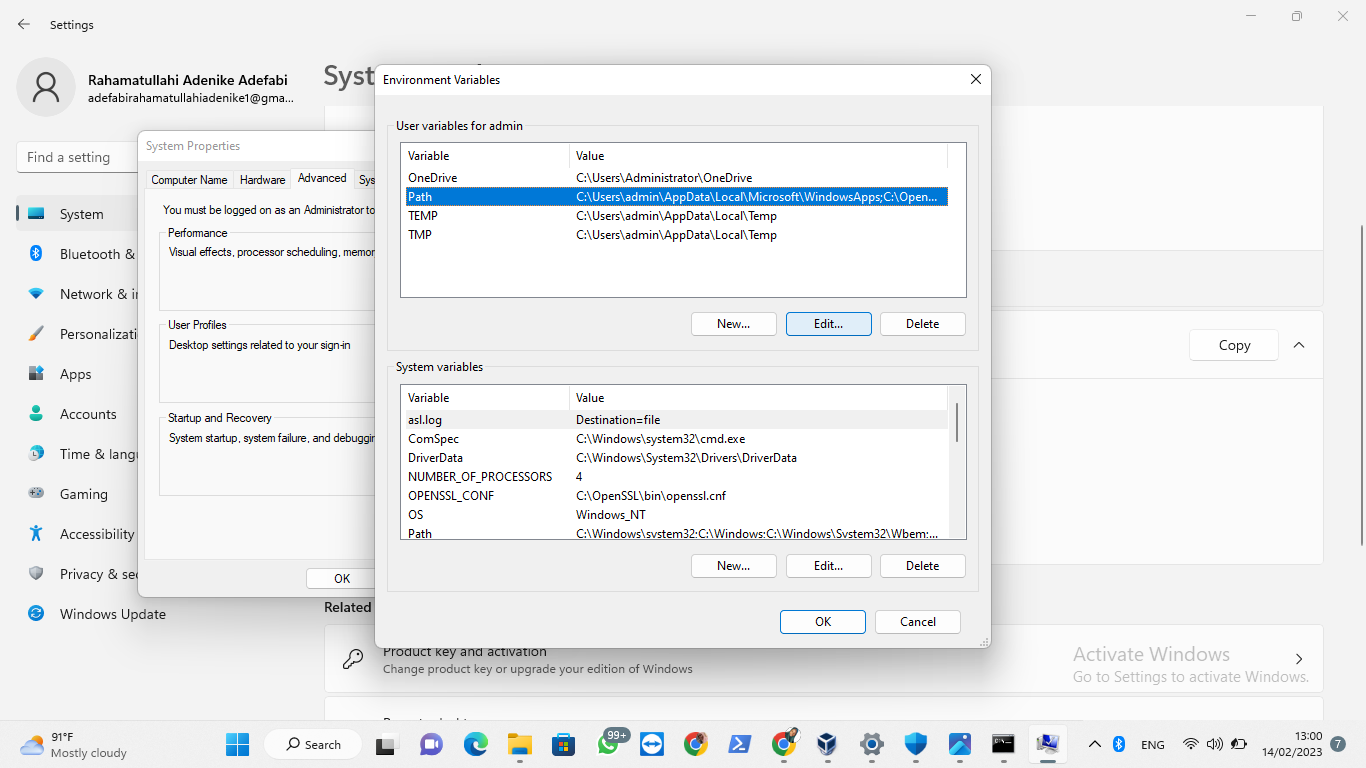 Settings
Rahamatullahi Adenike Adefabi
adefabirahamatullahiadenike1@gma...
Find a setting
System
Bluetooth &
Network & i
Personalizati
Apps
Accounts
Time & langu
Gaming
Accessibility
Privacy & sec
Windows Update
Syst
System Properties
Computer Name
Hardware
Advanced
Sys
You must be logged on as an Administrator to
Performance
Visual effects, processor scheduling, memor
User Profiles
Desktop settings related to your sign-in
Startup and Recovery
System startup, system failure, and debuggin
OK
Environment Variables
User variables for admin
Variable Value
OneDrive C:\Users\Administrator\OneDrive
Path C:\Users\admin\AppData\Local\Microsoft\WindowsApps;C:\Open...
TEMP C:\Users\admin\AppData\Local\Temp
TMP C:\Users\admin\AppData\Local\Temp
New... Edit... Delete
System variables
Variable Value
asl.log Destination=file
ComSpec C:\Windows\system32\cmd.exe
DriverData C:\Windows\System32\Drivers\DriverData
NUMBER_OF_PROCESSORS 4
OPENSSL_CONF C:\OpenSSL\bin\openssl.cnf
OS Windows_NT
Path C:\Windows\system32;C:\Windows;C:\Windows\System32\Wbem;...
New... Edit... Delete
OK Cancel
Copy
Related
Product key and activation
Change product key or upgrade your edition of Windows
Activate Windows
Go to Settings to activate Windows.
91°F
Mostly cloudy
Search
99+
ENG
13:00
14/02/2023
7